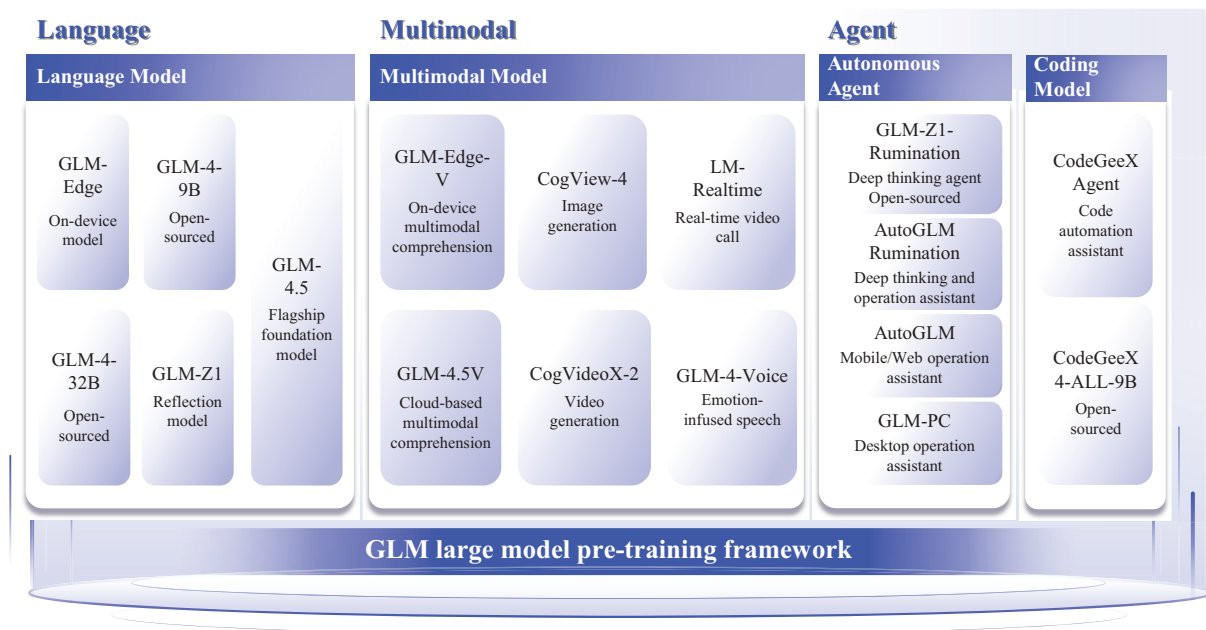 Language
Multimodal
Agent
Language Model
Multimodal Model
Autonomous
Agent
Coding
Model
GLM-
Edge
On-device
model
GLM-4-
9B
Open-
sourced
GLM-4-
32B
Open-
sourced
GLM-Z1
Reflection
model
GLM-
4.5
Flagship
foundation
model
GLM-Edge-
V
On-device
multimodal
comprehension
CogView-4
Image
generation
LM-
Realtime
Real-time video
call
GLM-4.5V
Cloud-based
multimodal
comprehension
CogVideoX-2
Video
generation
GLM-4-Voice
Emotion-
infused speech
GLM-Z1-
Rumination
Deep thinking agent
Open-sourced
AutoGLM
Rumination
Deep thinking and
operation assistant
AutoGLM
Mobile/Web operation
assistant
GLM-PC
Desktop operation
assistant
CodeGeeX
Agent
Code
automation
assistant
CodeGeeX
4-ALL-9B
Open-
sourced
GLM large model pre-training framework